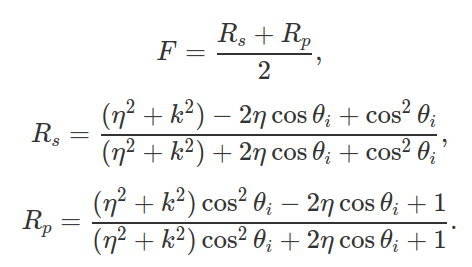 $$F = \frac{R_s + R_p}{2},$$
$$R_s = \frac{(\eta^2 + k^2) - 2\eta \cos \theta_i + \cos^2 \theta_i}{(\eta^2 + k^2) + 2\eta \cos \theta_i + \cos^2 \theta_i},$$
$$R_p = \frac{(\eta^2 + k^2) \cos^2 \theta_i - 2\eta \cos \theta_i + 1}{(\eta^2 + k^2) \cos^2 \theta_i + 2\eta \cos \theta_i + 1}.$$